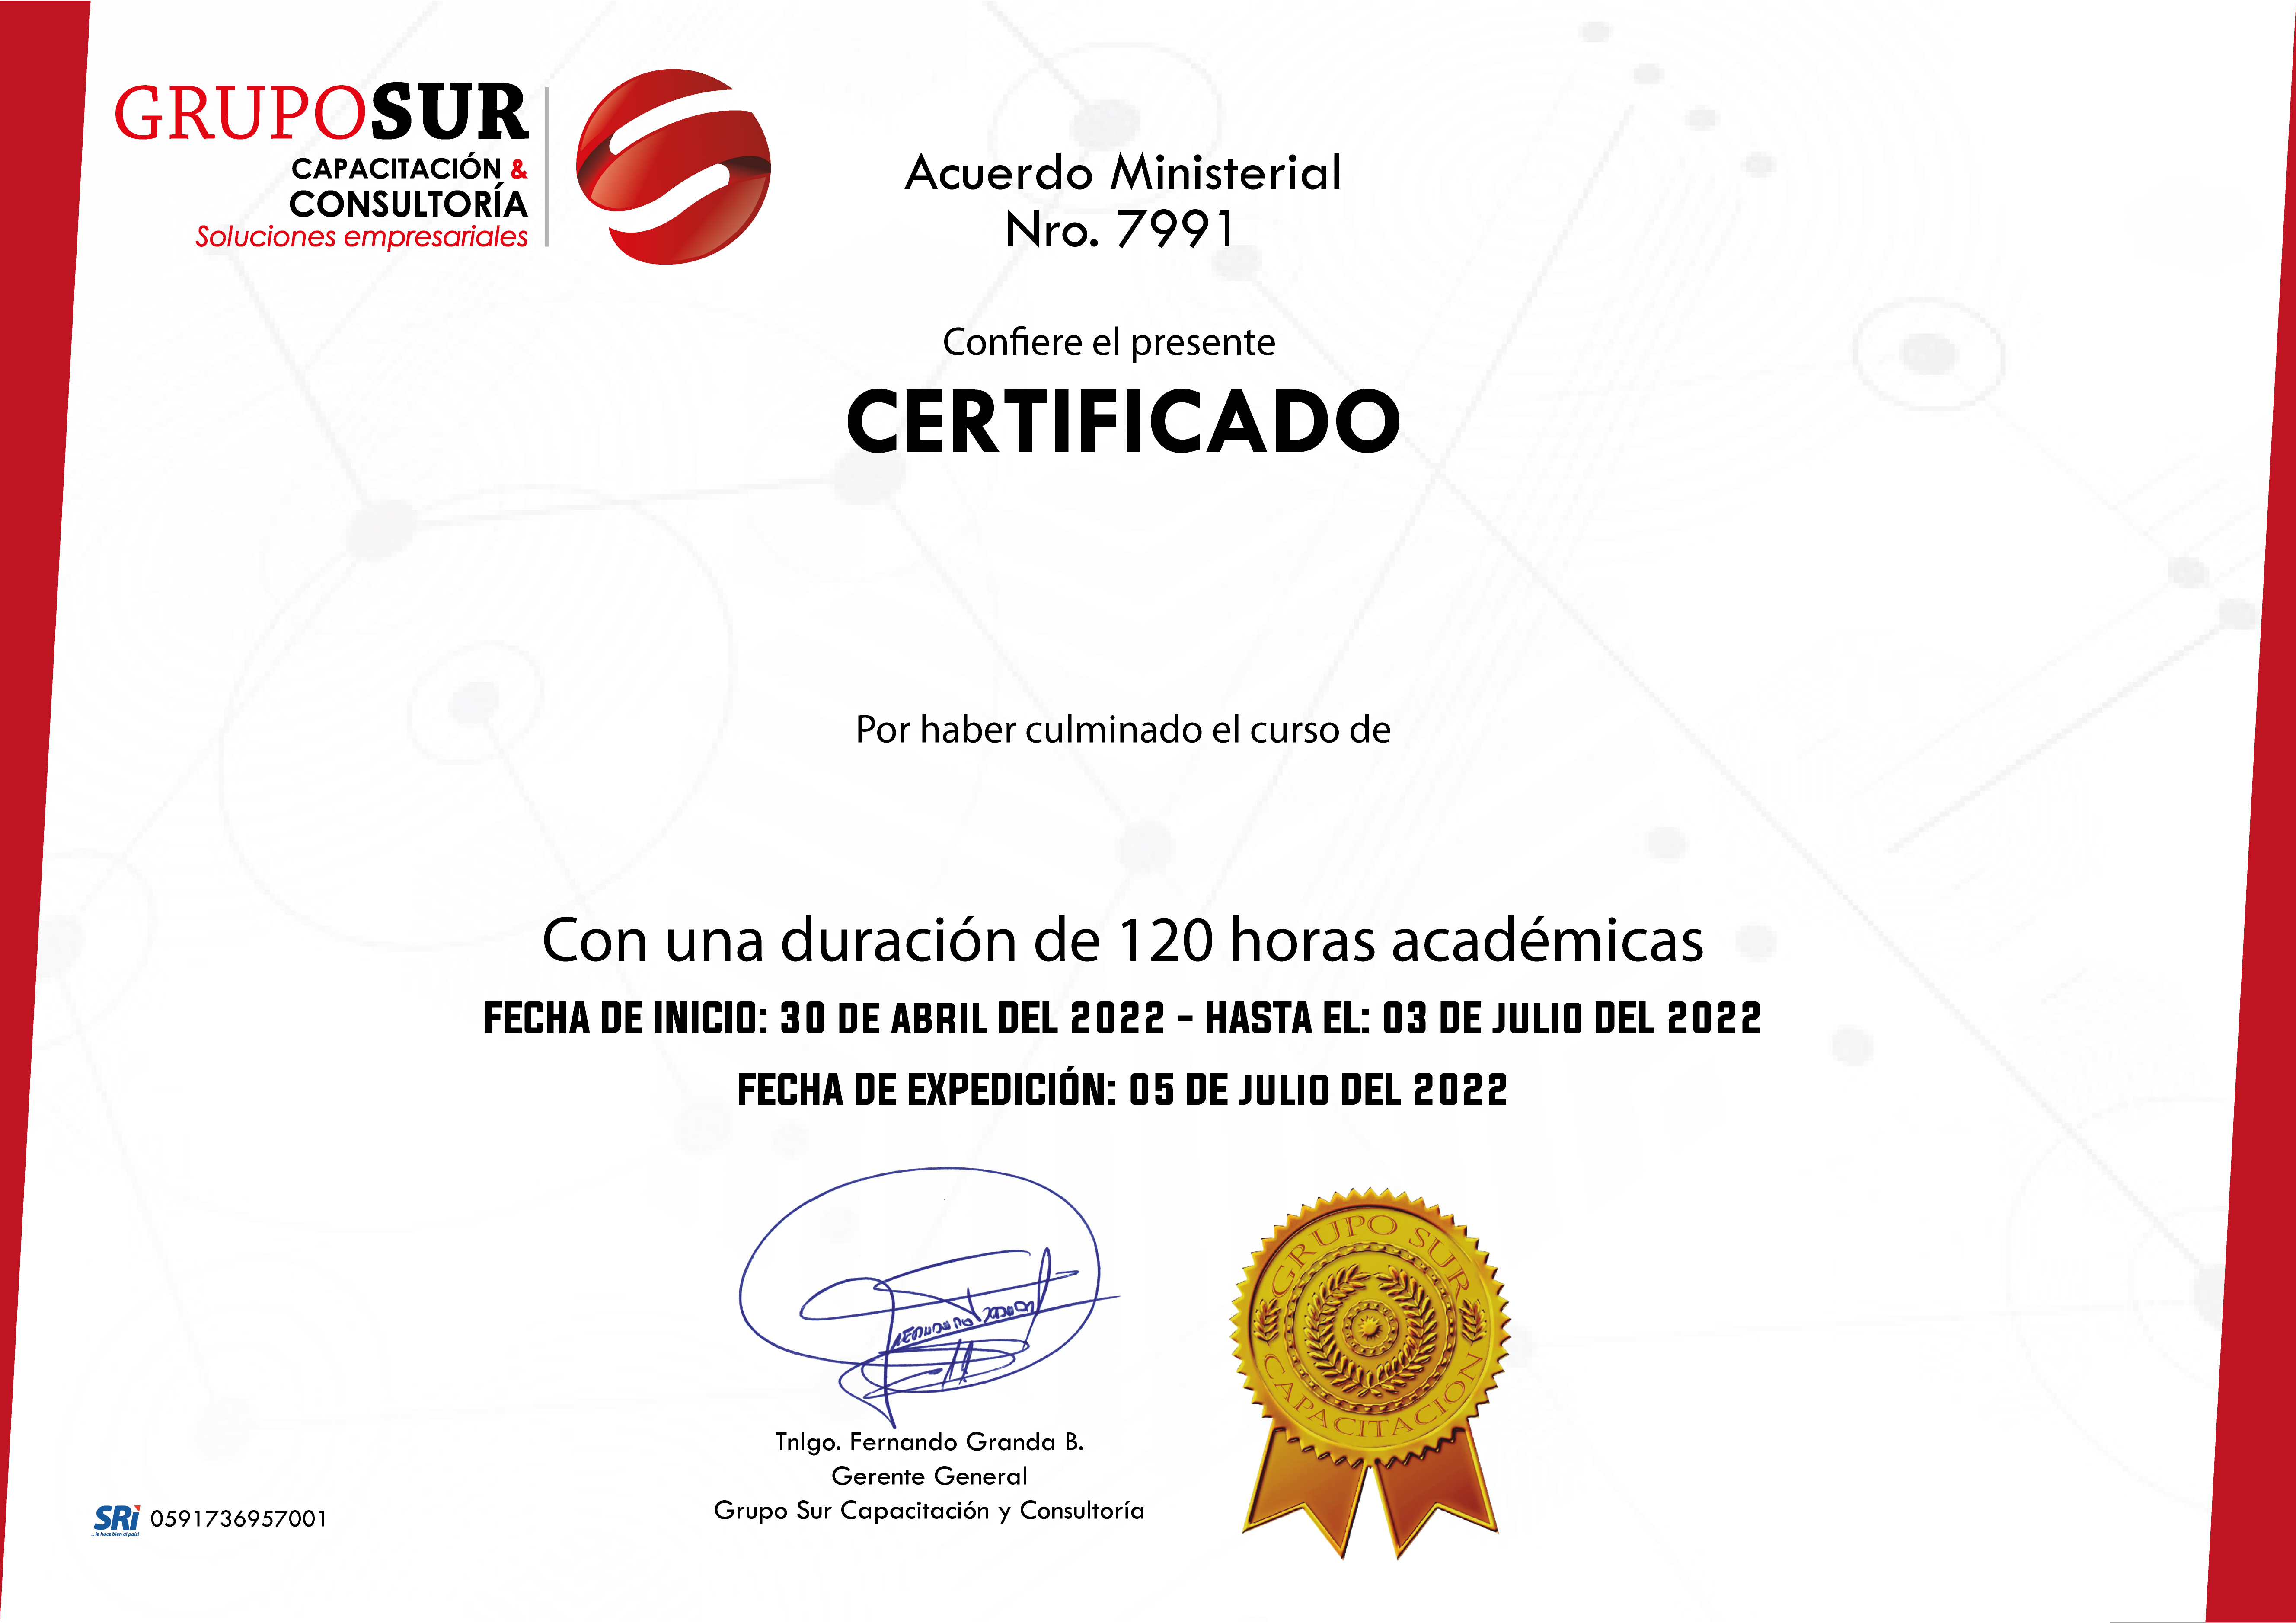 GRUPOSUR
CAPACITACIÓN &
CONSULTORÍA
Soluciones empresariales
Acuerdo Ministerial
Nro. 7991
Confiere el presente
CERTIFICADO
Por haber culminado el curso de
Con una duración de 120 horas académicas
FECHA DE INICIO: 30 DE ABRIL DEL 2022 - HASTA EL: 03 DE JULIO DEL 2022
FECHA DE EXPEDICIÓN: 05 DE JULIO DEL 2022
GRUPO SUR
CAPACITACIÓN
Tnlgo. Fernando Granda B.
Gerente General
Grupo Sur Capacitación y Consultoría
SRi 0591736957001
...le hace bien al país!